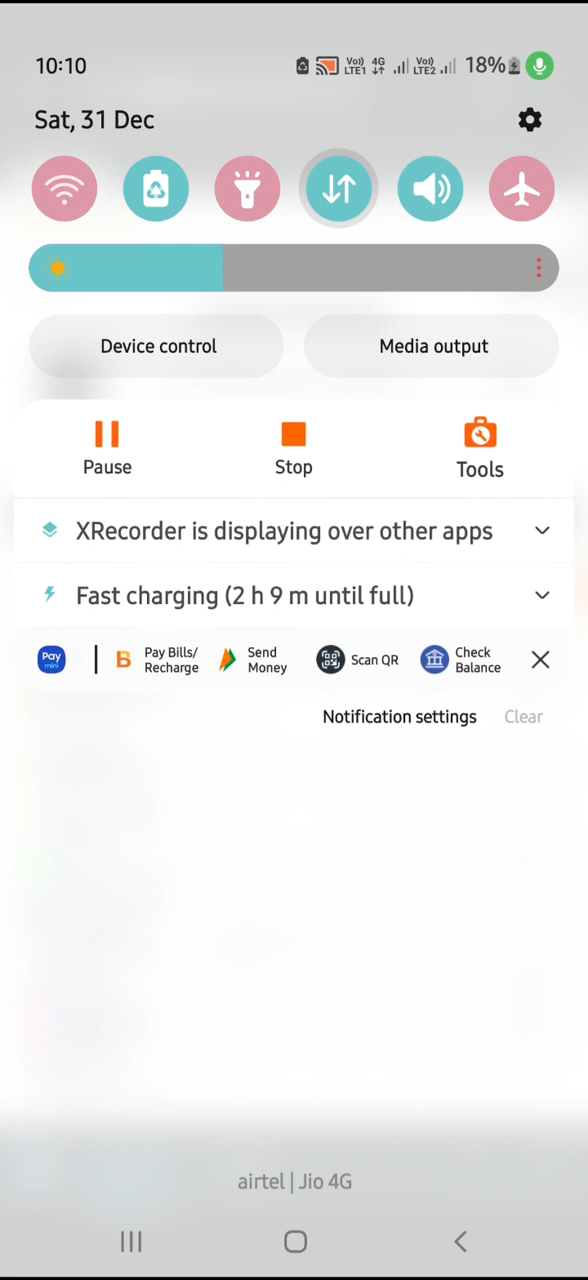 10:10 Vo)) LTE1 4G Vo)) LTE2 18%
Sat, 31 Dec
Device control Media output
Pause Stop Tools
XRecorder is displaying over other apps
Fast charging (2 h 9 m until full)
Pay mini | B Pay Bills/ Recharge Send Money Scan QR Check Balance
Notification settings Clear
airtel | Jio 4G